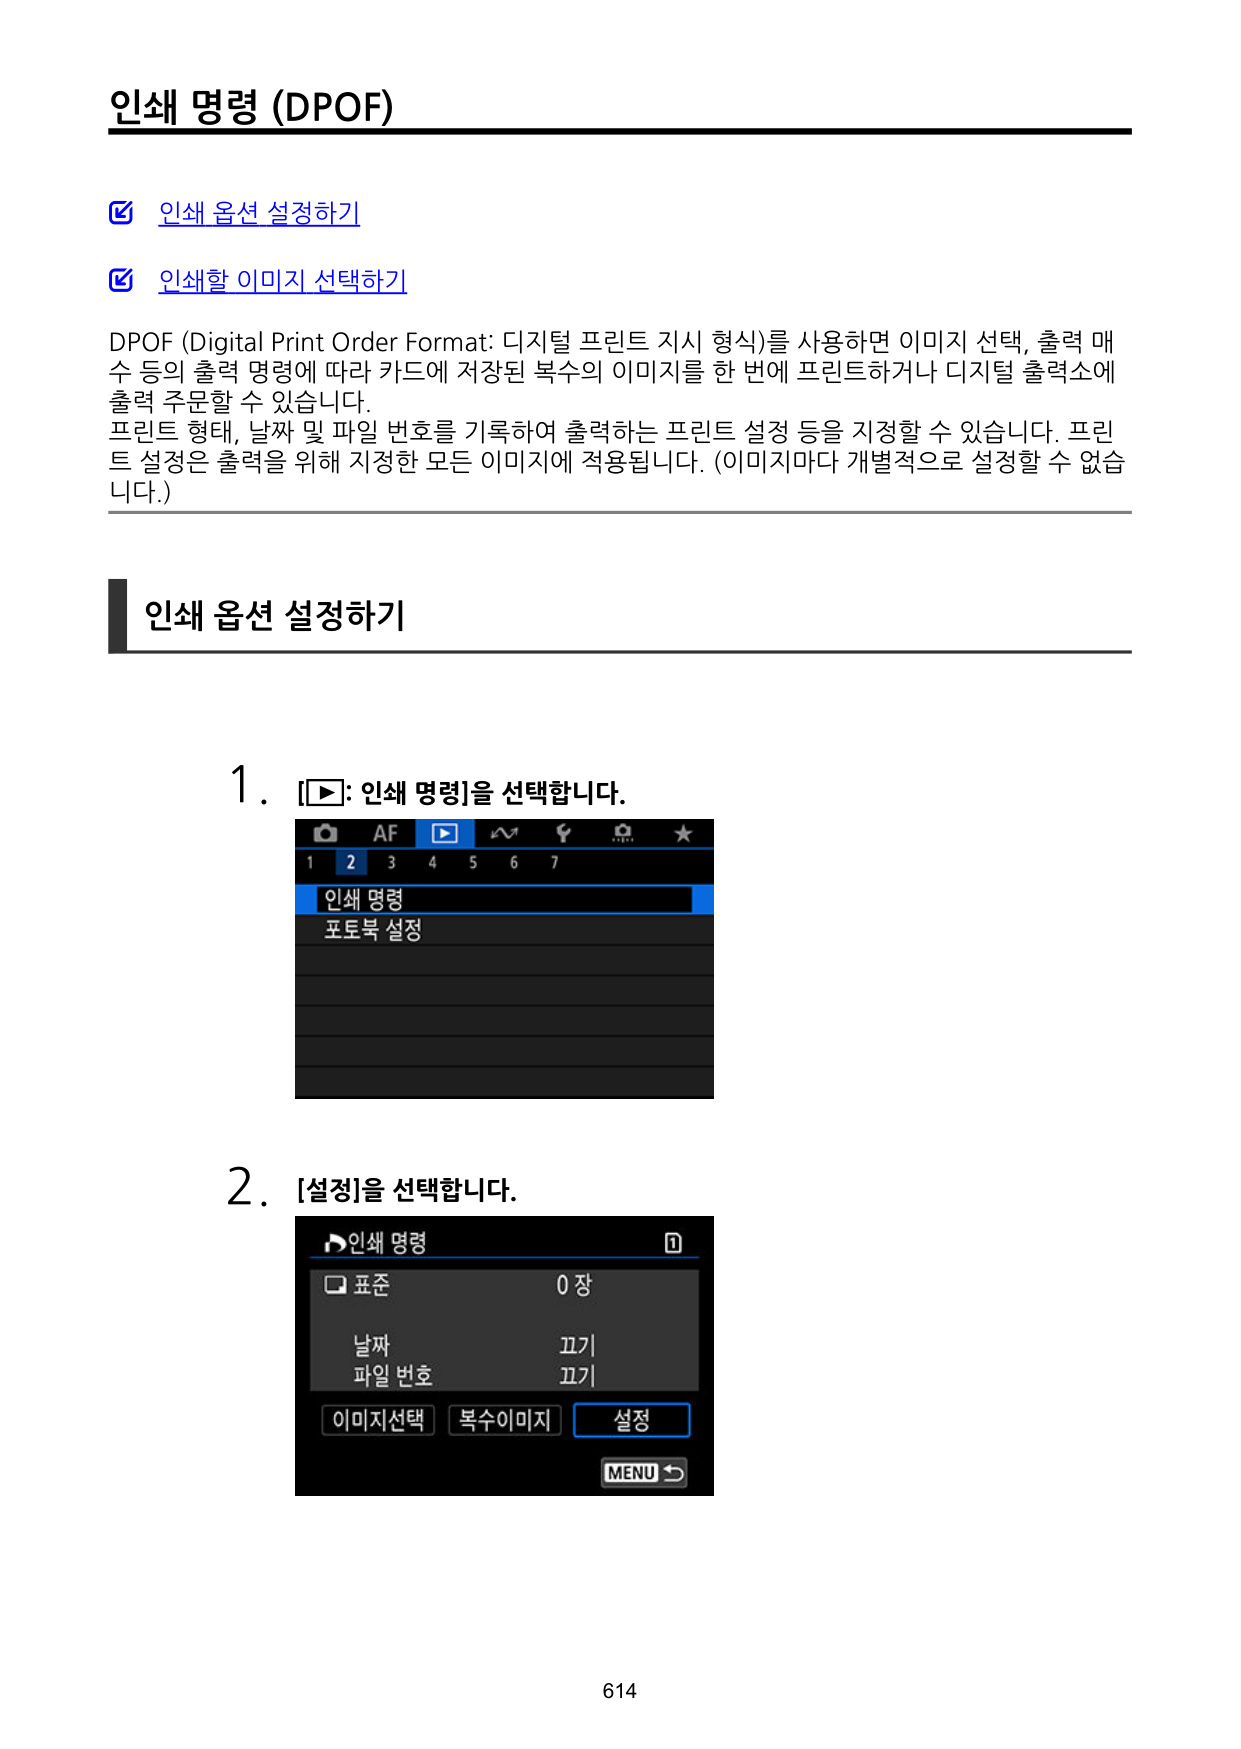 인쇄 명령 (DPOF)
인쇄 옵션 설정하기
인쇄할 이미지 선택하기
DPOF (Digital Print Order Format: 디지털 프린트 지시 형식)를 사용하면 이미지 선택, 출력 매
수 등의 출력 명령에 따라 카드에 저장된 복수의 이미지를 한 번에 프린트하거나 디지털 출력소에
출력 주문할 수 있습니다.
프린트 형태, 날짜 및 파일 번호를 기록하여 출력하는 프린트 설정 등을 지정할 수 있습니다. 프린
트 설정은 출력을 위해 지정한 모든 이미지에 적용됩니다. (이미지마다 개별적으로 설정할 수 없습
니다.)
인쇄 옵션 설정하기
1. [▶: 인쇄 명령]을 선택합니다.
AF
1 2 3 4 5 6 7
인쇄 명령
포토북 설정
2. [설정]을 선택합니다.
인쇄 명령 1
표준 0 장
날짜 끄기
파일 번호 끄기
이미지선택 복수이미지 설정
MENU
614